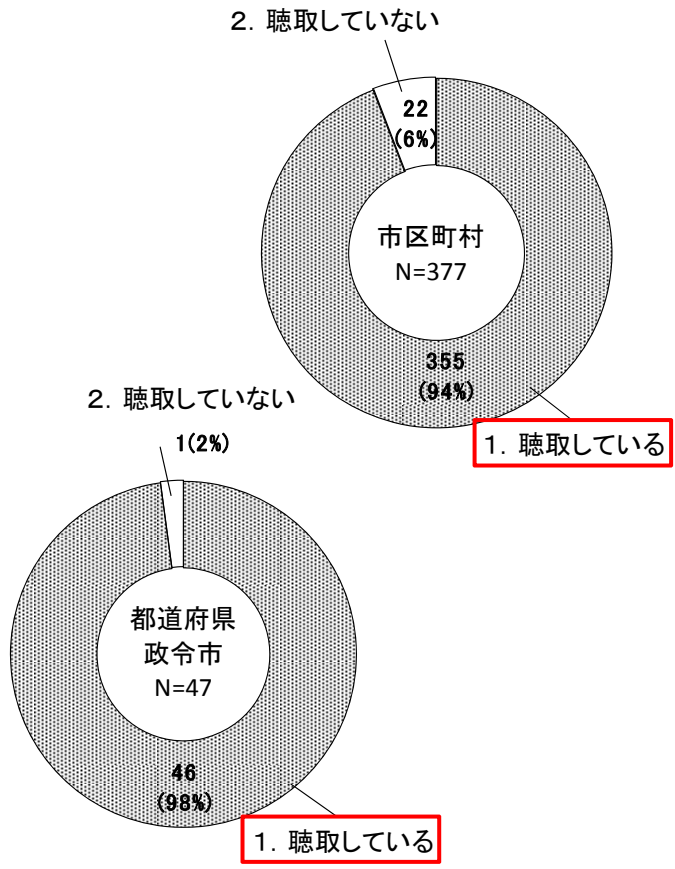 ２．聴取していない
22
(6%)
市区町村
N=377
355
(94%)
１．聴取している
２．聴取していない
1(2%)
都道府県
政令市
N=47
46
(98%)
１．聴取している